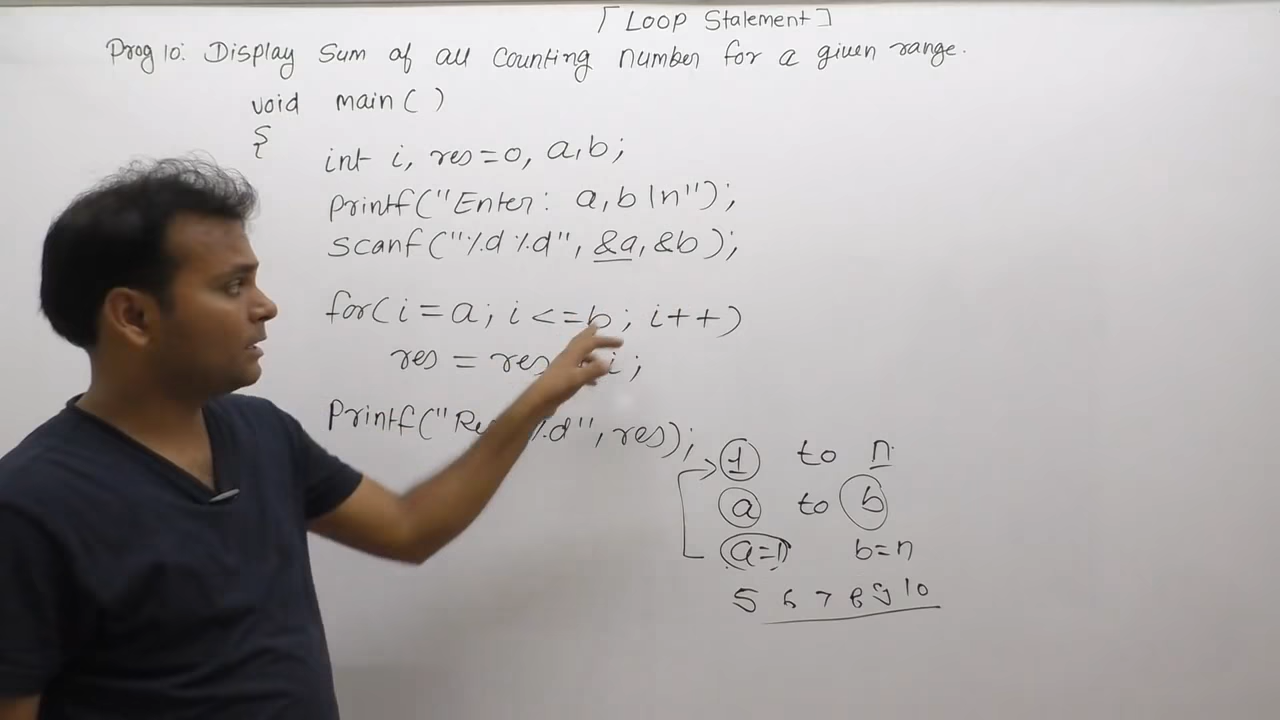 [Loop Statement]
Prog 10: Display Sum of all Counting number for a given range.
void main( )
{
int i, res=0, a,b;
Printf("Enter: a,b\n");
Scanf("%d %d", &a, &b);
for(i=a; i<=b; i++)
res = res i;
Printf(" %d", res);
1 to n
a to b
a=1 b=n
5 6 7 8 9 10